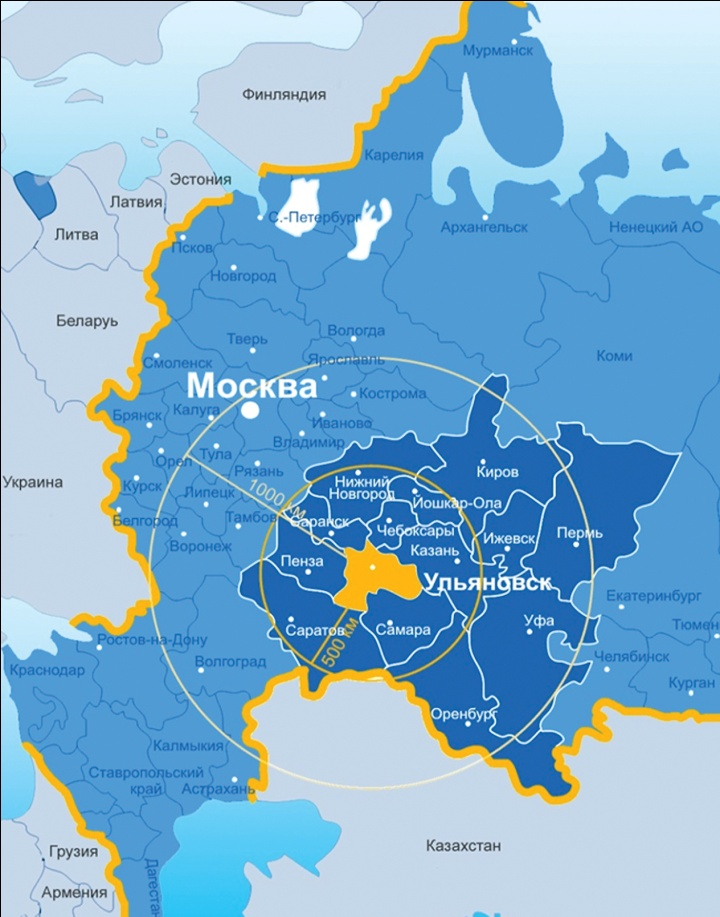 Мурманск
Финляндия
Карелия
Эстония
Латвия
С.-Петербург
Архангельск
Ненецкий АО
Литва
Псков
Новгород
Беларуь
Вологда
Тверь
Коми
Ярославль
Смоленск
Москва
Кострома
Калуга
Брянск
Иваново
Владимир
Тула
Орел
Рязань
Киров
Украина
Нижний
Новгород
Курск
Липецк
1000 км
Йошкар-Ола
Белгород
Тамбов
Саранск
Чебоксары
Ижевск
Пермь
Воронеж
Казань
Пенза
Ульяновск
Екатеринбург
Уфа
Тюмен
Саратов
500 км
Самара
Ростов-на-Дону
Челябинск
Волгоград
Краснодар
Курган
Оренбург
Калмыкия
Ставропольский
край
Астрахань
Казахстан
Грузия
Дагестан
Армения